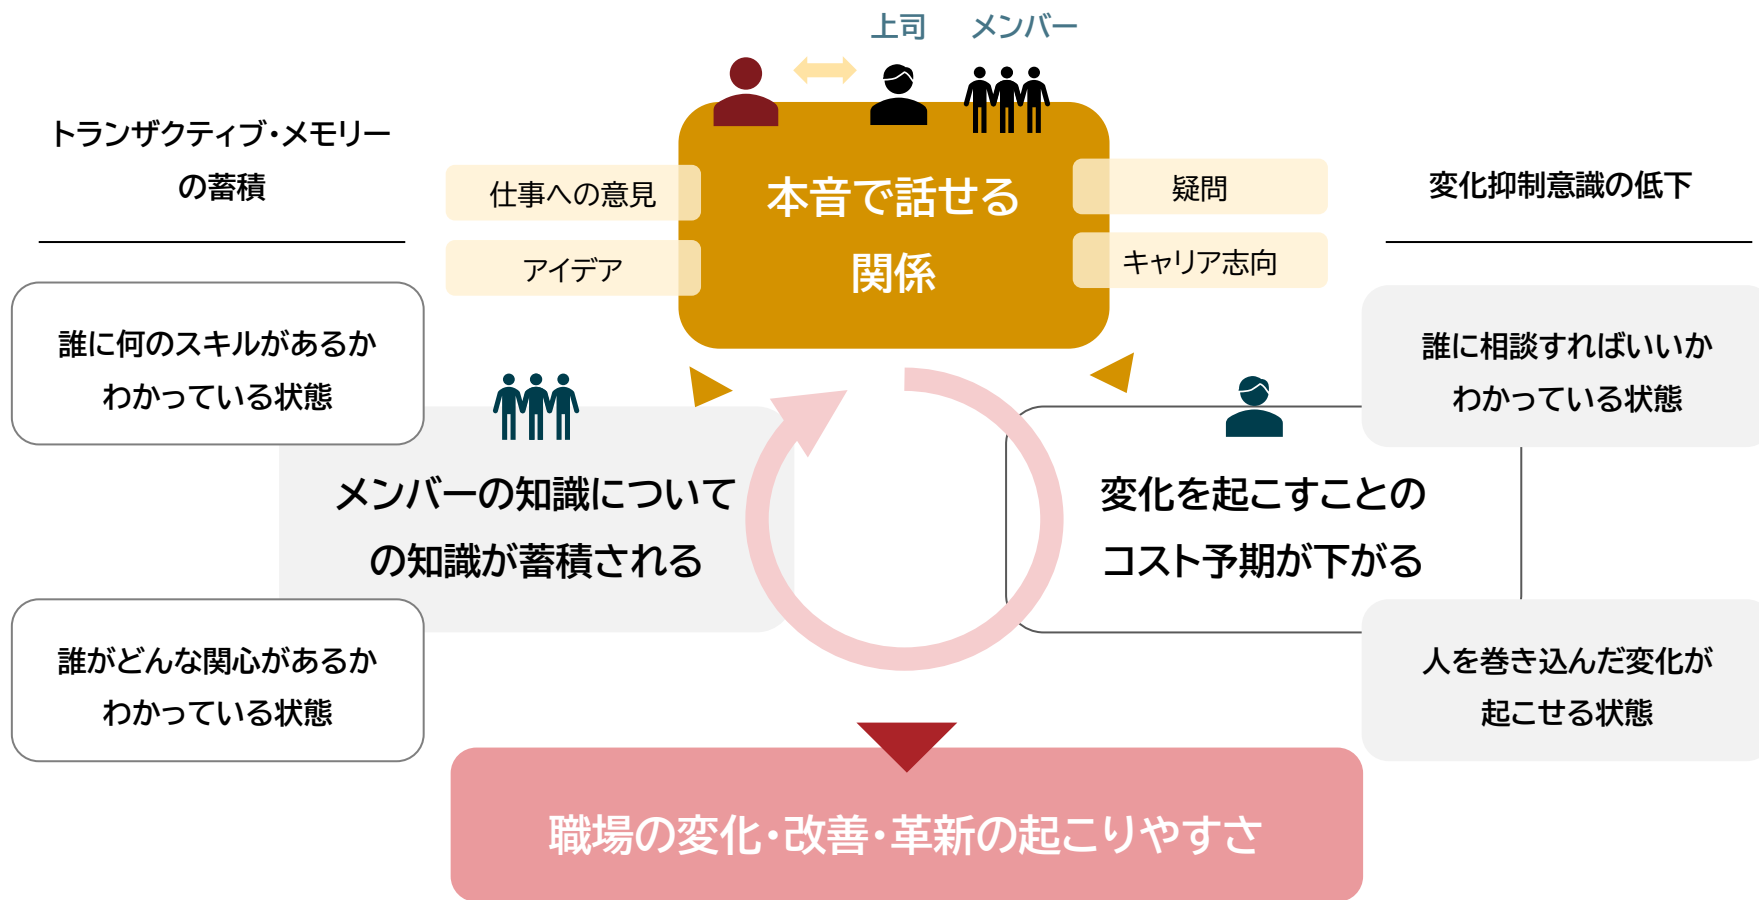 上司
メンバー
トランザクティブ・メモリー
の蓄積
仕事への意見
アイデア
本音で話せる
関係
疑問
キャリア志向
変化抑制意識の低下
誰に何のスキルがあるか
わかっている状態
誰に相談すればいいか
わかっている状態
メンバーの知識について
の知識が蓄積される
変化を起こすことの
コスト予期が下がる
誰がどんな関心があるか
わかっている状態
人を巻き込んだ変化が
起こせる状態
職場の変化・改善・革新の起こりやすさ